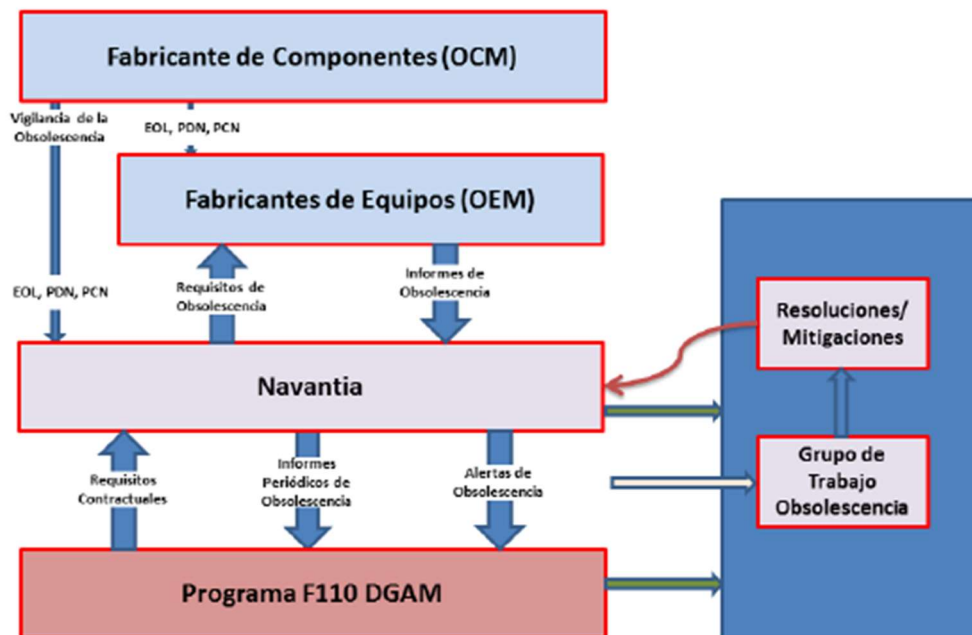 Fabricante de Componentes (OCM)
Vigilancia de la
Obsolescencia
EOL, PDN, PCN
Fabricantes de Equipos (OEM)
EOL, PDN, PCN
Requisitos de
Obsolescencia
Informes de
Obsolescencia
Resoluciones/
Mitigaciones
Navantia
Requisitos
Contractuales
Informes
Periódicos de
Obsolescencia
Alertas de
Obsolescencia
Grupo de
Trabajo
Obsolescencia
Programa F110 DGAM